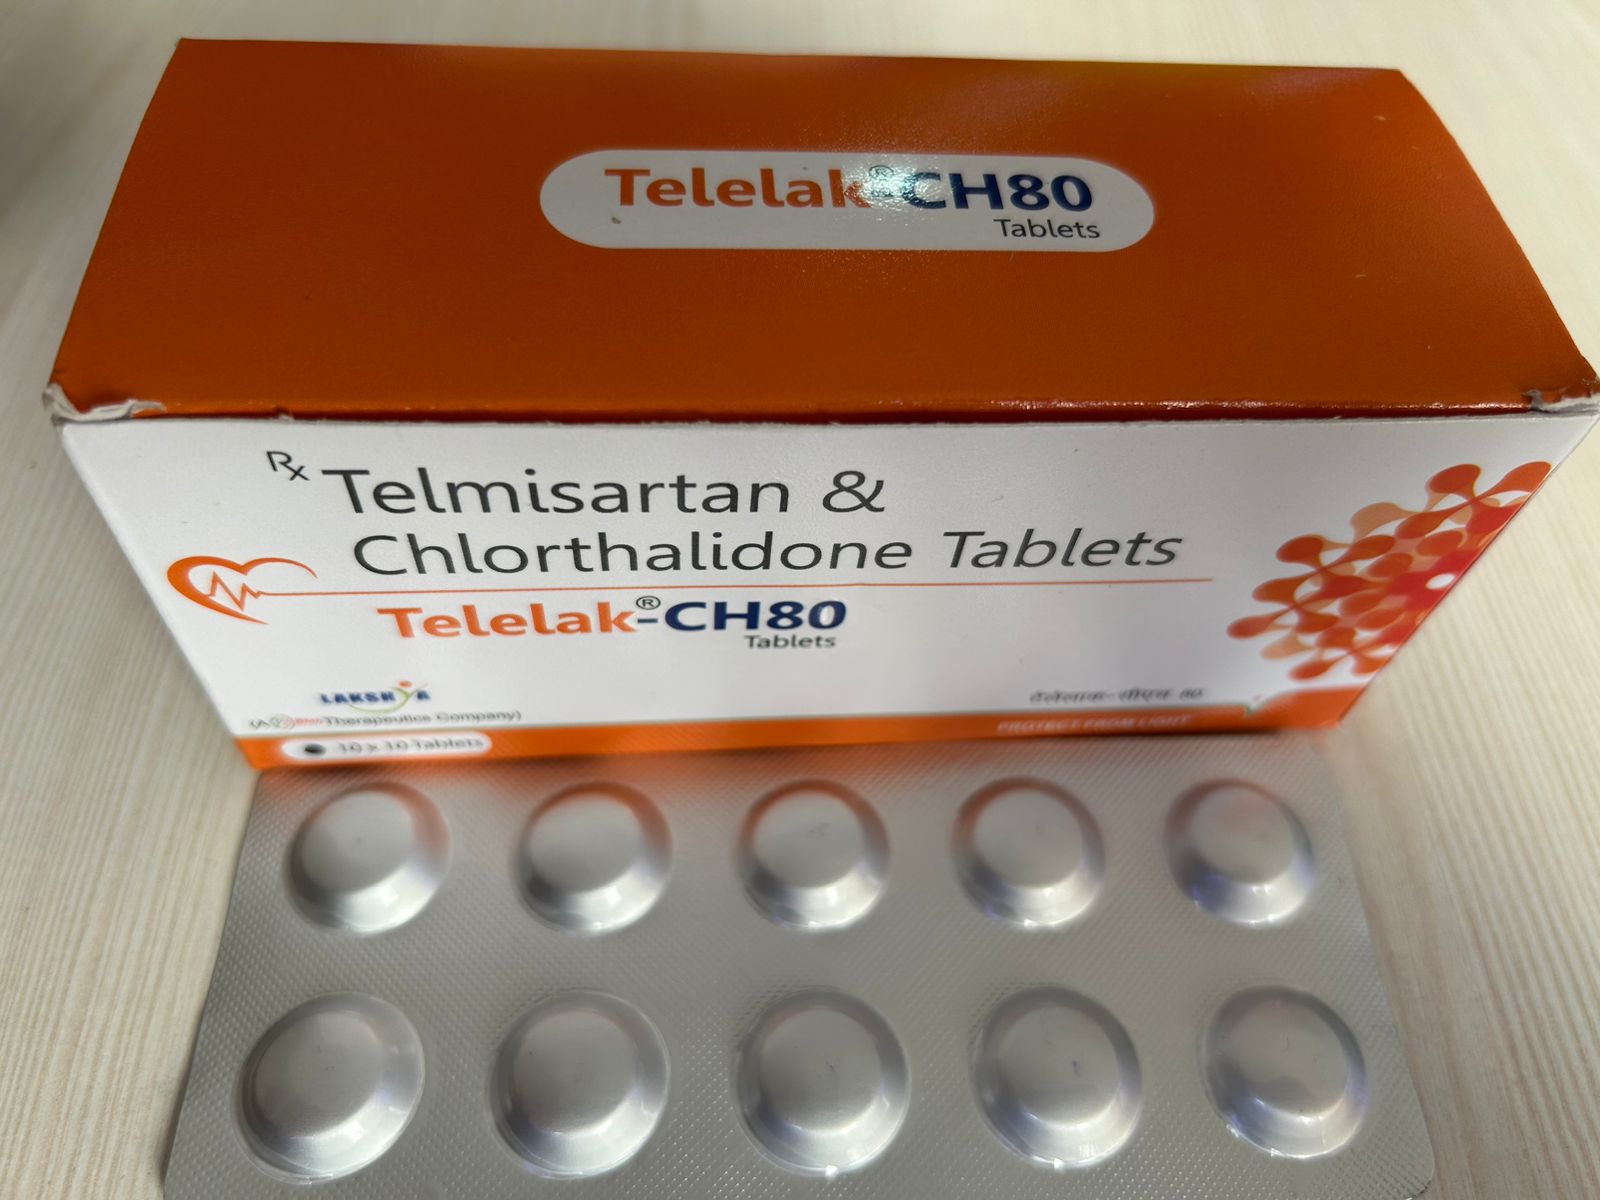 Telelak®-CH80
Tablets
Rx Telmisartan &
Chlorthalidone Tablets
Telelak®-CH80
Tablets
LAKSHYA
(A Therapeutics Company)
टेलेलाक-सीएच 80
PROTECT FROM LIGHT
10 x 10 Tablets